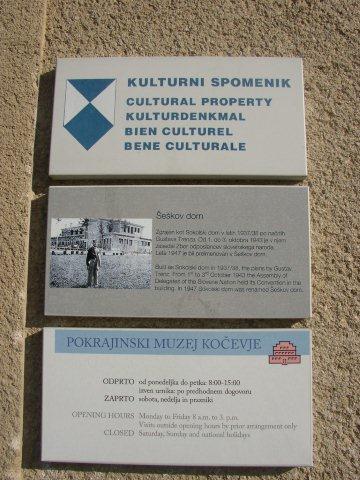 KULTURNI SPOMENIK
CULTURAL PROPERTY
KULTURDENKMAL
BIEN CULTUREL
BENE CULTURALE
Šeškov dom
Zgrajen kot Sokolski dom v letih 1937/38 po načrtih
Gustava Trenza. Od 1. do 3. oktobra 1943 je v njem
zasedal Zbor odposlancev slovenskega naroda.
Leta 1947 je bil preimenovan v Šeškov dom.
Built as Sokolski dom in 1937/38, the plans by Gustav
Trenz. From 1st to 3rd October 1943 the Assembly of
Delegates of the Slovene Nation held its Convention in the
building. In 1947 Sokolski dom was renamed Šeškov dom.
POKRAJINSKI MUZEJ KOČEVJE
ODPRTO od ponedeljka do petka: 8:00-15:00
izven urnika: po predhodnem dogovoru
ZAPRTO sobota, nedelja in prazniki
OPENING HOURS Monday to Friday 8 a.m. to 3. p.m.
Visits outside opening hours by prior arrangement only
CLOSED Saturday, Sunday and national holidays